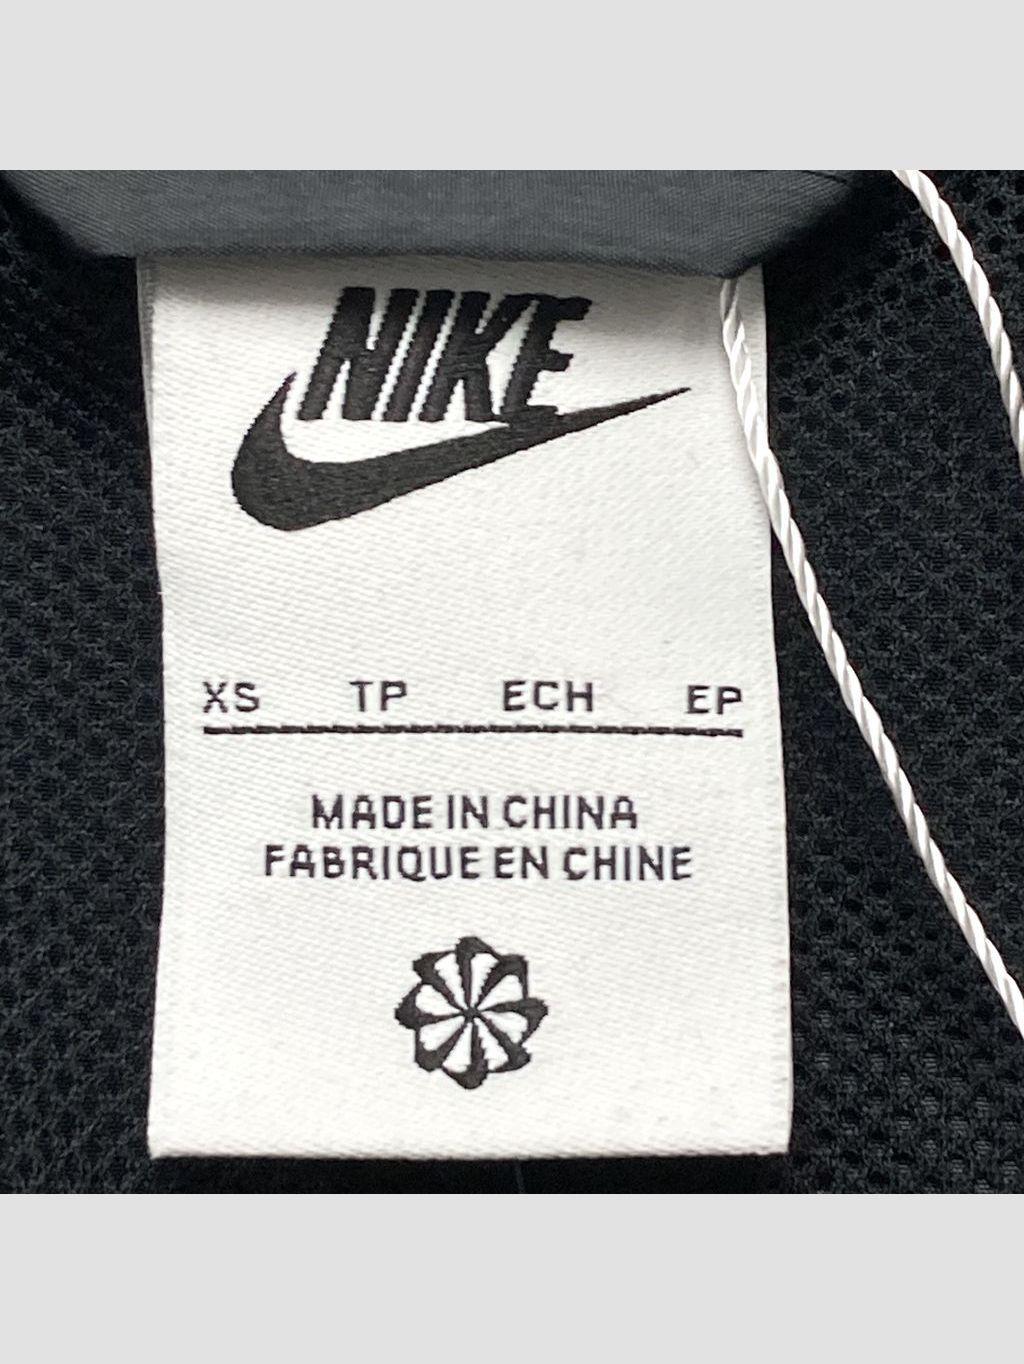 NIKE
XS TP ECH EP
MADE IN CHINA
FABRIQUE EN CHINE